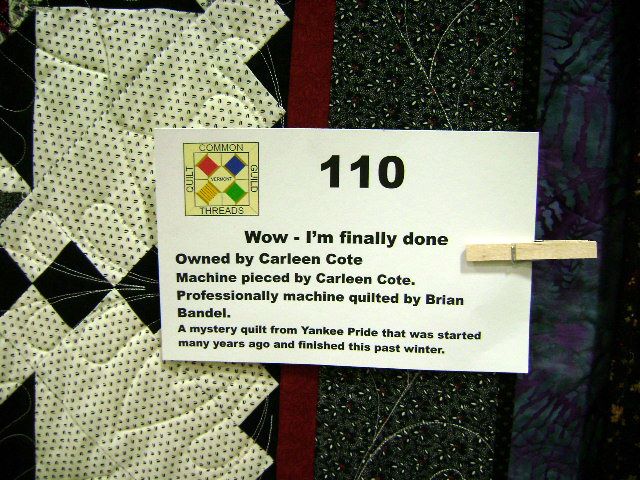 COMMON
QUILT
VERMONT
GUILD
THREADS
110
Wow - I'm finally done
Owned by Carleen Cote
Machine pieced by Carleen Cote.
Professionally machine quilted by Brian
Bandel.
A mystery quilt from Yankee Pride that was started
many years ago and finished this past winter.